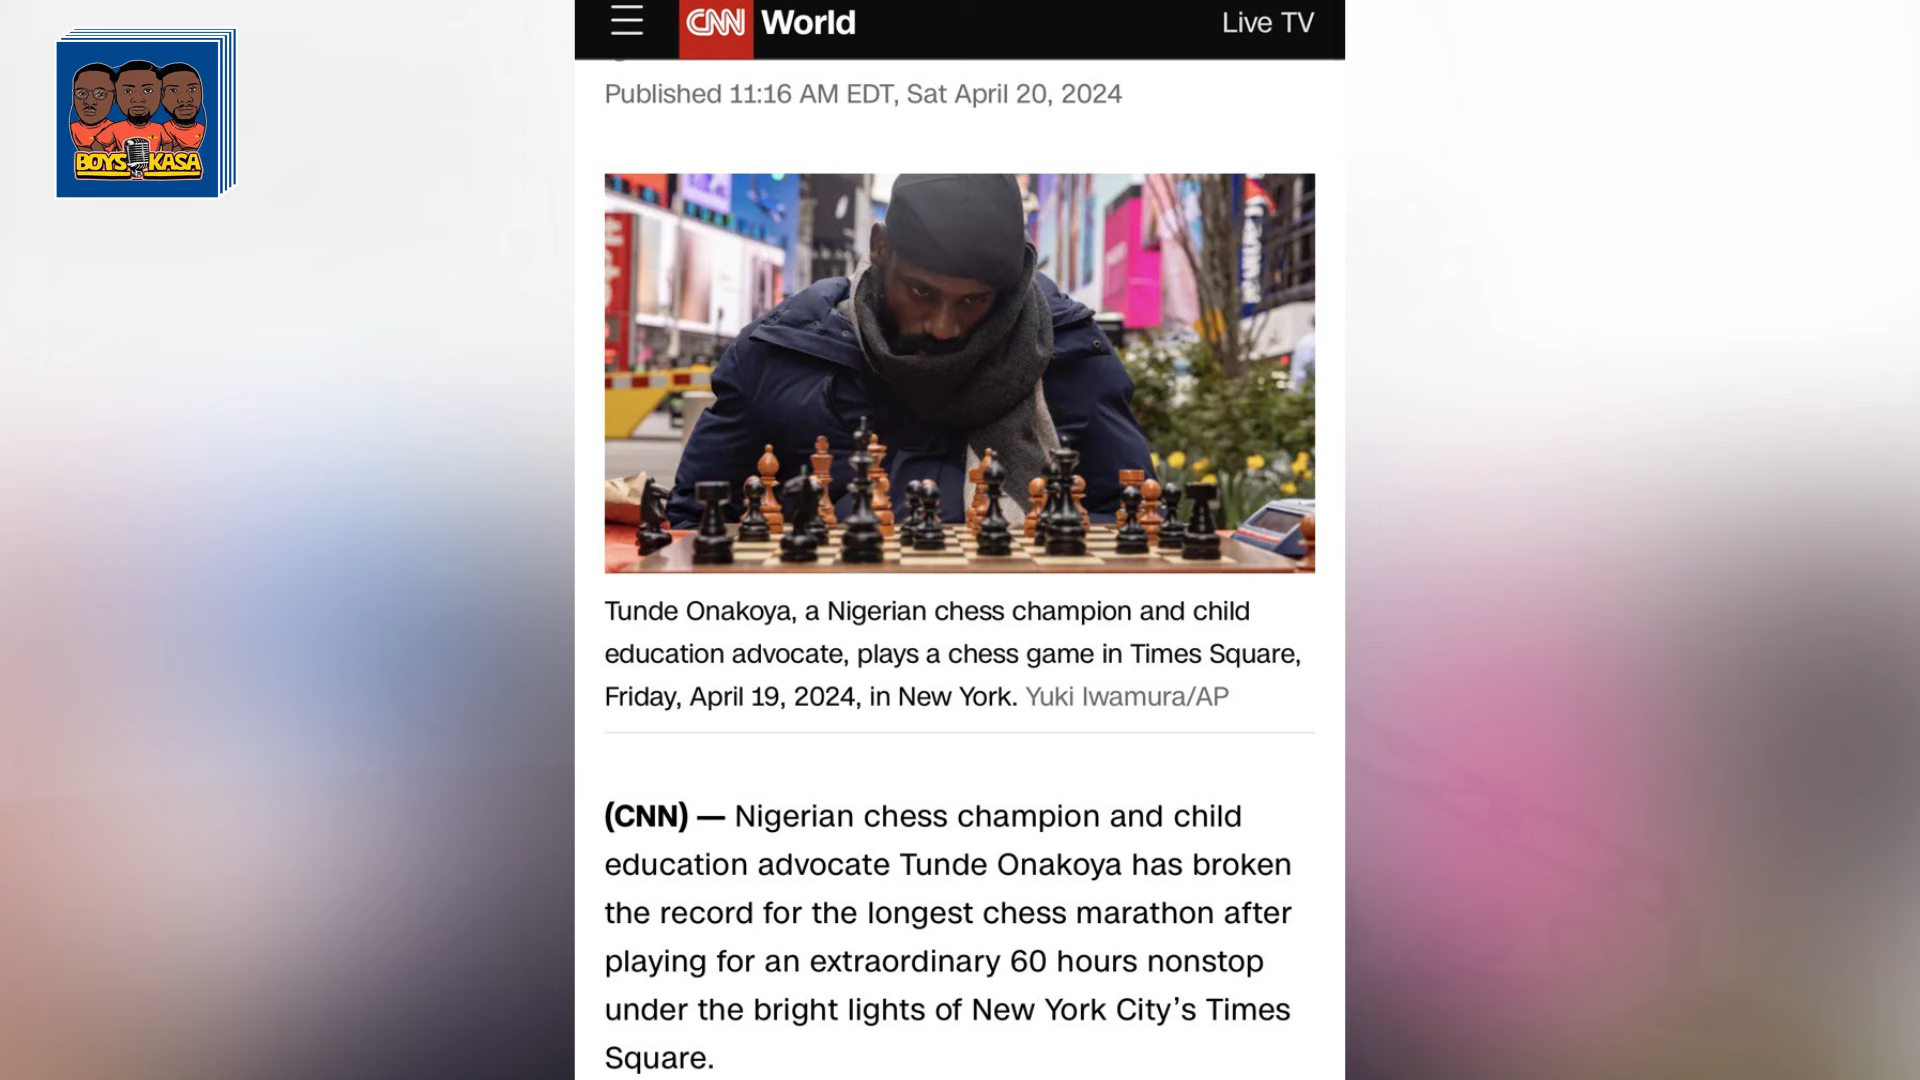 BOYS KASA
CNN World
Live TV
Published 11:16 AM EDT, Sat April 20, 2024
Tunde Onakoya, a Nigerian chess champion and child
education advocate, plays a chess game in Times Square,
Friday, April 19, 2024, in New York. Yuki Iwamura/AP
(CNN) — Nigerian chess champion and child
education advocate Tunde Onakoya has broken
the record for the longest chess marathon after
playing for an extraordinary 60 hours nonstop
under the bright lights of New York City’s Times
Square.